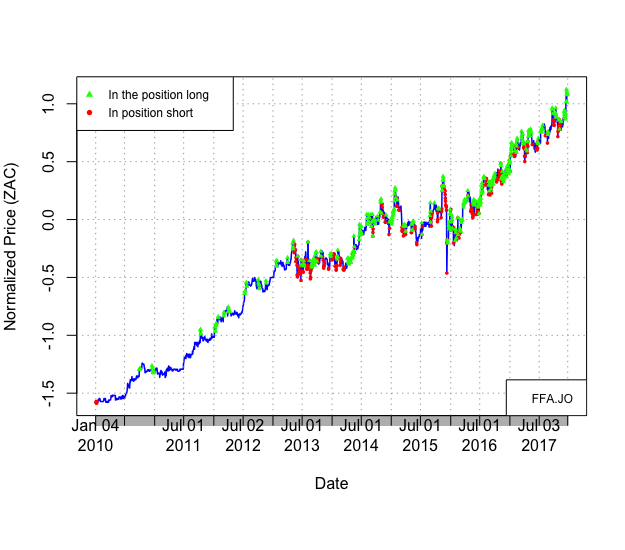 In the position long
In position short
Normalized Price (ZAC)
1.0
0.5
0.0
-0.5
-1.0
-1.5
FFA.JO
Jan 04 Jul 01 Jul 02 Jul 01 Jul 01 Jul 01 Jul 01 Jul 03
2010 2011 2012 2013 2014 2015 2016 2017
Date